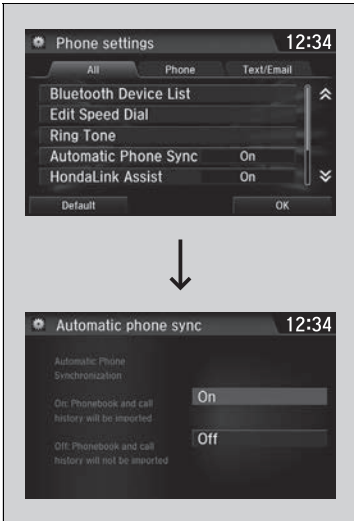 Phone settings 12:34
All Phone Text/Email
Bluetooth Device List
Edit Speed Dial
Ring Tone
Automatic Phone Sync On
HondaLink Assist On
Default OK
Automatic phone sync 12:34
Automatic Phone
Synchronization
On: Phonebook and call
history will be imported
Off: Phonebook and call
history will not be imported
On
Off